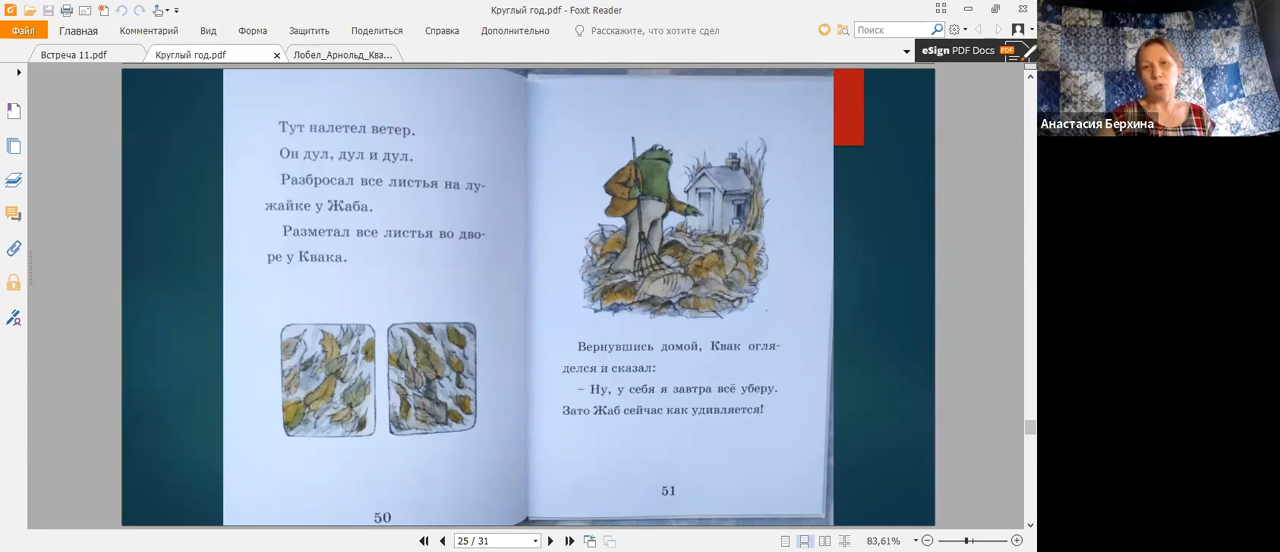 Круглый год.pdf - Foxit Reader
Файл
Главная
Комментарий
Вид
Форма
Защитить
Поделиться
Справка
Дополнительно
Расскажите, что хотите сдел
Поиск
Встреча 11.pdf
Круглый год.pdf
Лобел_Арнольд_Ква...
eSign PDF Docs
PDF
Анастасия Берхина
Тут налетел ветер.
Он дул, дул и дул.
Разбросал все листья на лу-
жайке у Жаба.
Разметал все листья во дво-
ре у Квака.
50
Вернувшись домой, Квак огля-
делся и сказал:
– Ну, у себя я завтра всё уберу.
Зато Жаб сейчас как удивляется!
51
25 / 31
83,61%